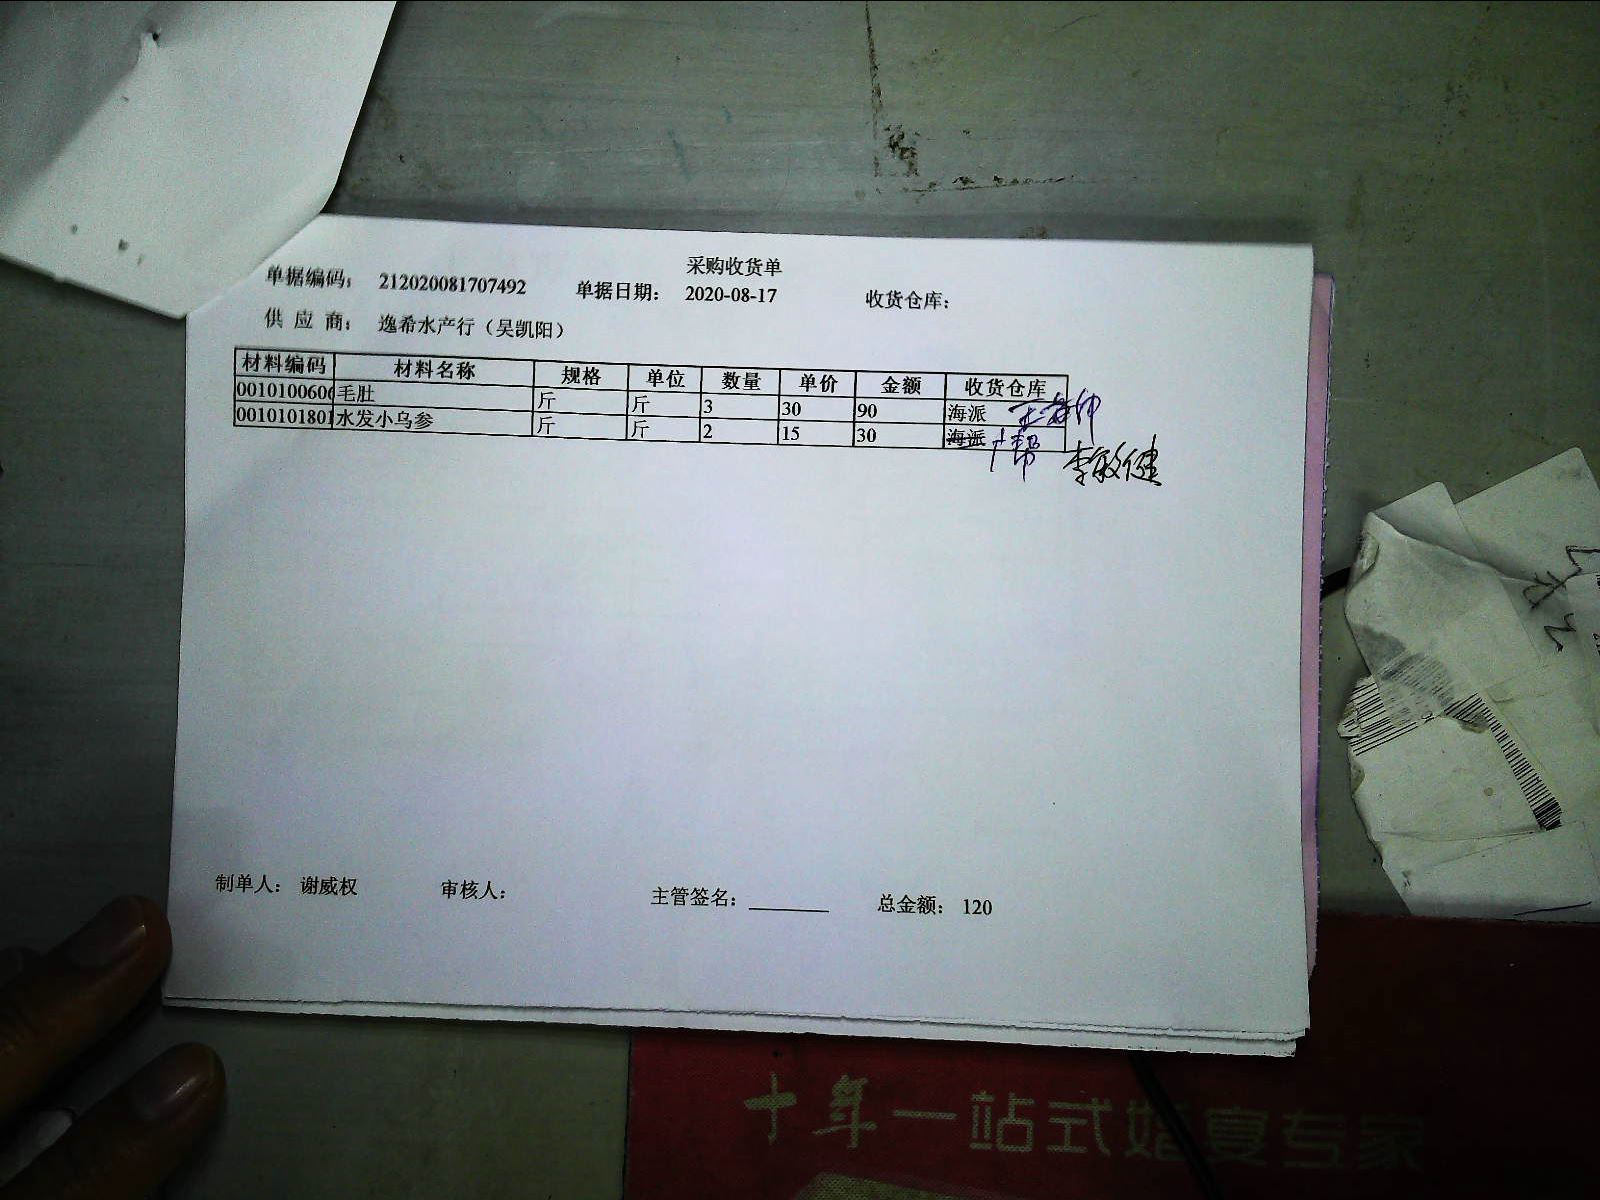 采购收货单
单据编码： 212020081707492 单据日期： 2020-08-17 收货仓库：
供 应 商： 逸希水产行（吴凯阳）
材料编码 材料名称 规格 单位 数量 单价 金额 收货仓库
0010100606 毛肚 斤 斤 3 30 90 海派
0010101801 水发小乌参 斤 斤 2 15 30 海派
李敏健
制单人： 谢威权 审核人： 主管签名： 总金额： 120
十年一站式婚宴专家